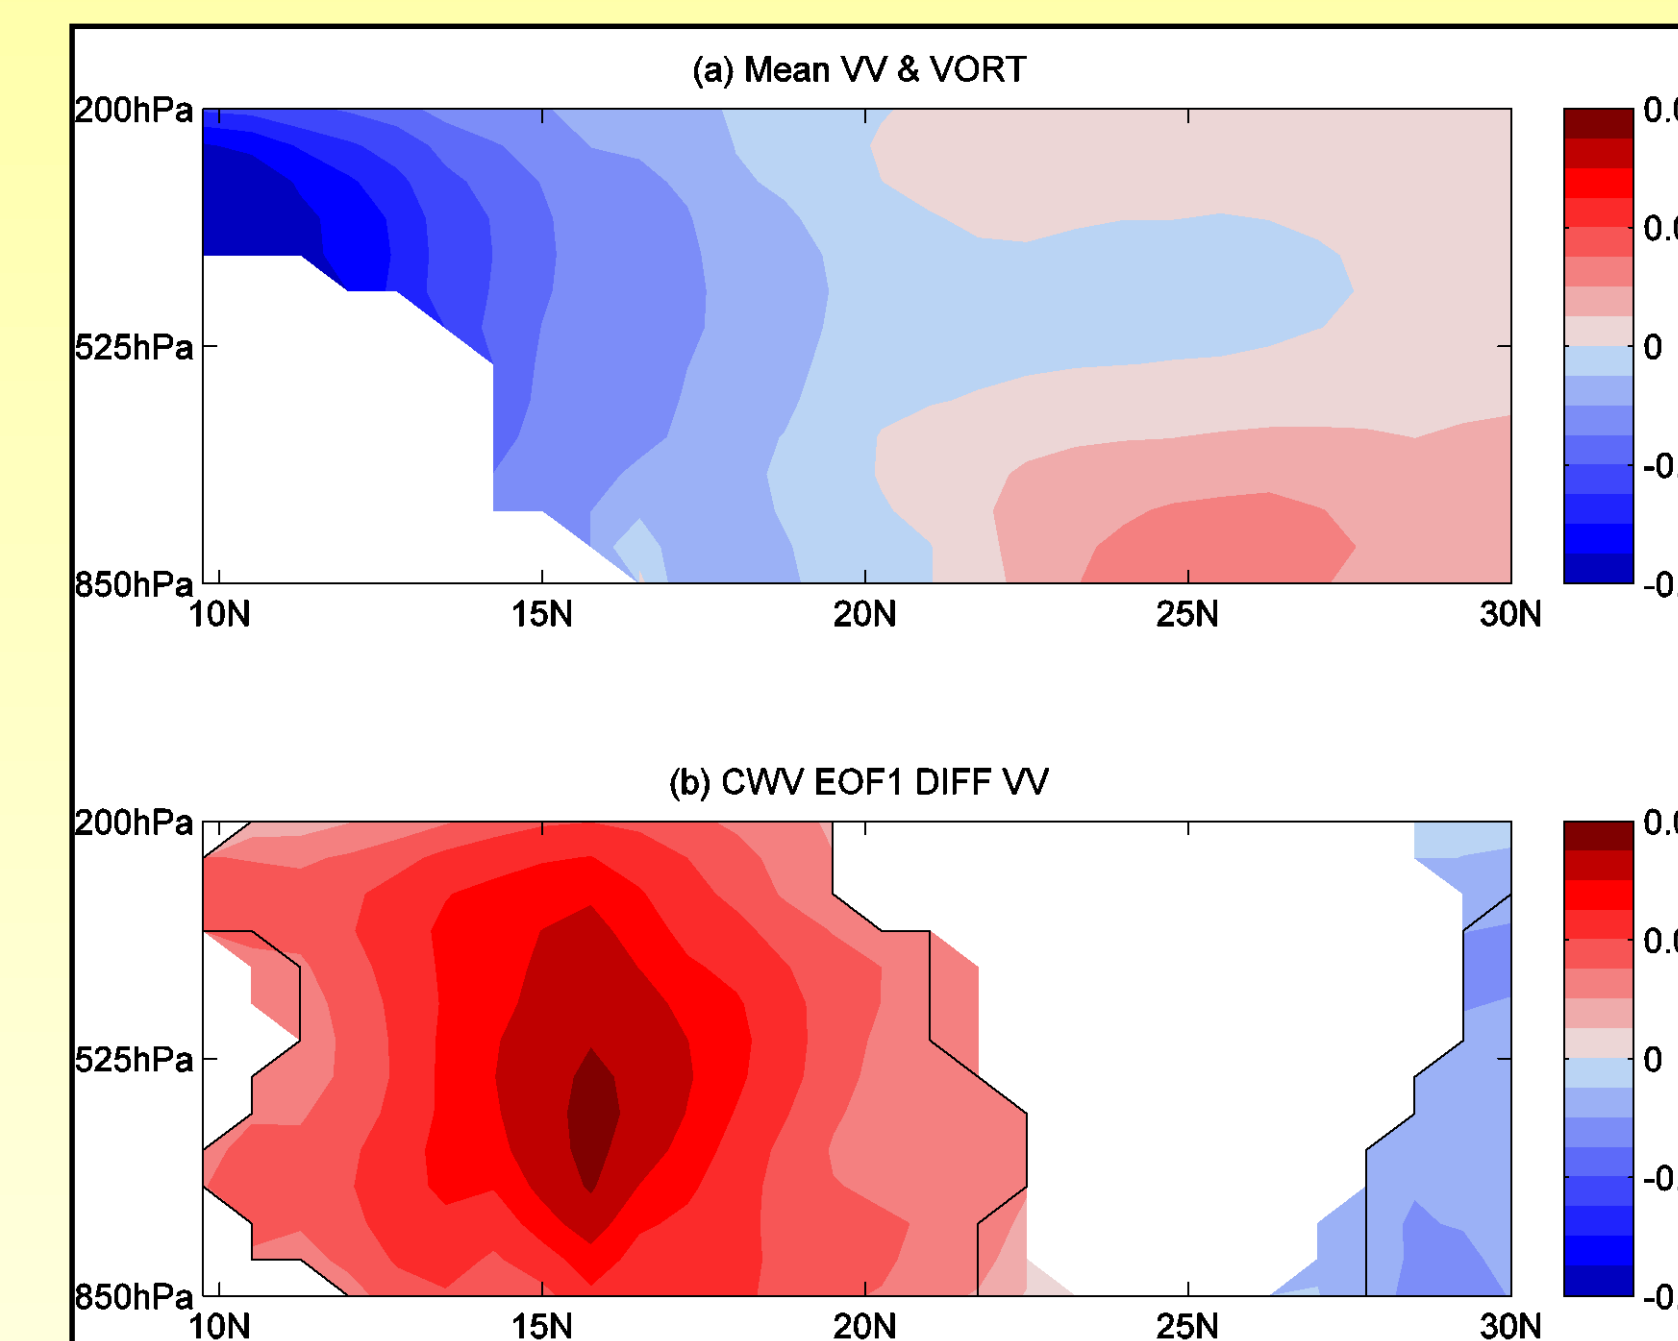 (a) Mean VV & VORT
200hPa
525hPa
850hPa
10N 15N 20N 25N 30N
0
(b) CWV EOF1 DIFF VV
200hPa
525hPa
850hPa
10N 15N 20N 25N 30N
0